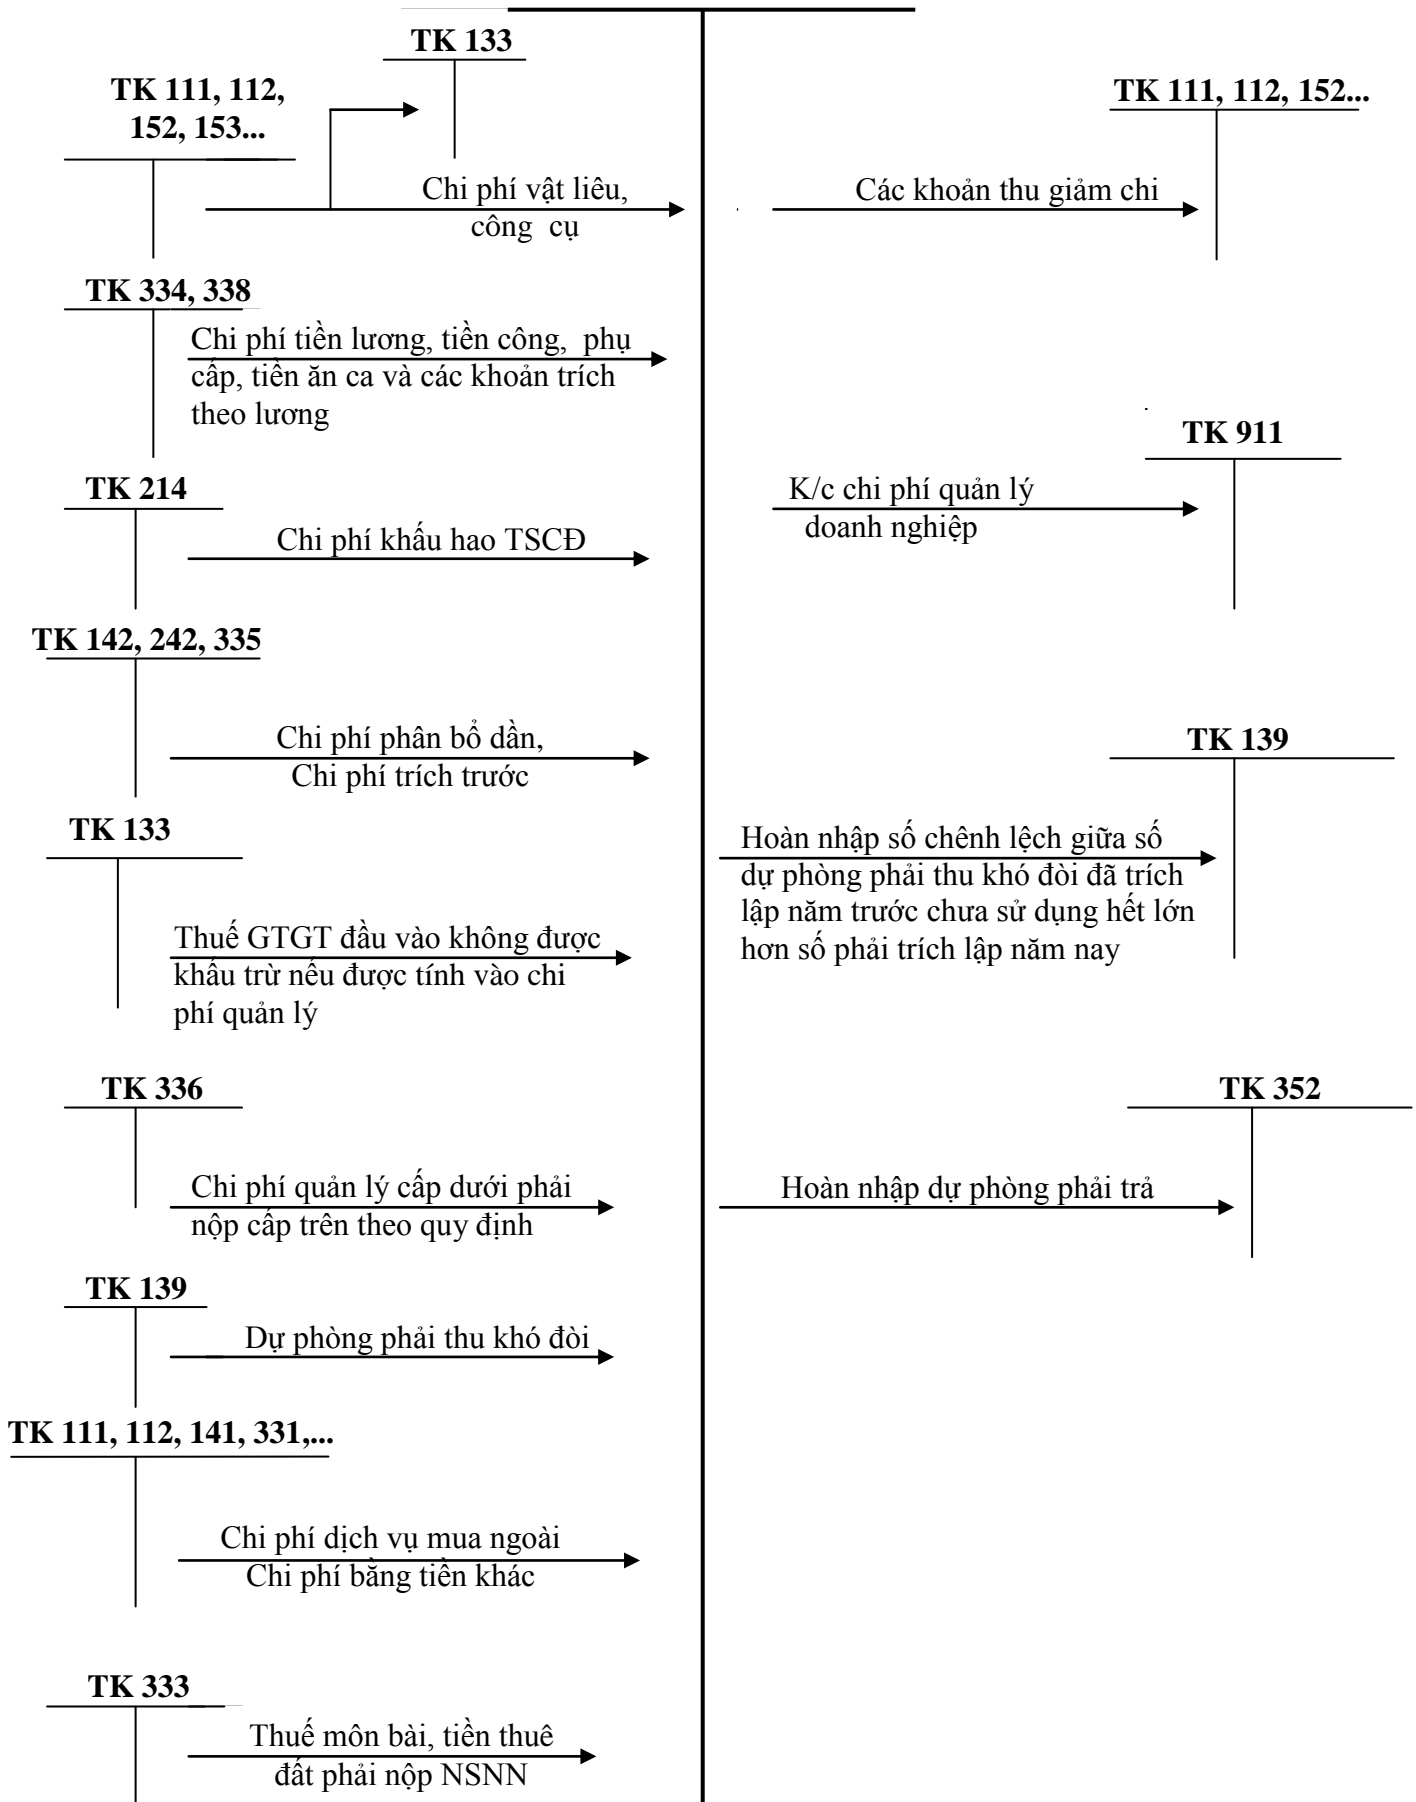 TK 133
TK 111, 112,
152, 153...
TK 111, 112, 152...
Chi phí vật liêu,
công cụ
Các khoản thu giảm chi
TK 334, 338
Chi phí tiền lương, tiền công, phụ
cấp, tiền ăn ca và các khoản trích
theo lương
TK 911
TK 214
K/c chi phí quản lý
doanh nghiệp
Chi phí khấu hao TSCĐ
TK 142, 242, 335
Chi phí phân bổ dần,
Chi phí trích trước
TK 139
TK 133
Hoàn nhập số chênh lệch giữa số
dự phòng phải thu khó đòi đã trích
lập năm trước chưa sử dụng hết lớn
hơn số phải trích lập năm nay
Thuế GTGT đầu vào không được
khấu trừ nếu được tính vào chi
phí quản lý
TK 336
TK 352
Chi phí quản lý cấp dưới phải
nộp cấp trên theo quy định
Hoàn nhập dự phòng phải trả
TK 139
Dự phòng phải thu khó đòi
TK 111, 112, 141, 331,...
Chi phí dịch vụ mua ngoài
Chi phí bằng tiền khác
TK 333
Thuế môn bài, tiền thuê
đất phải nộp NSNN